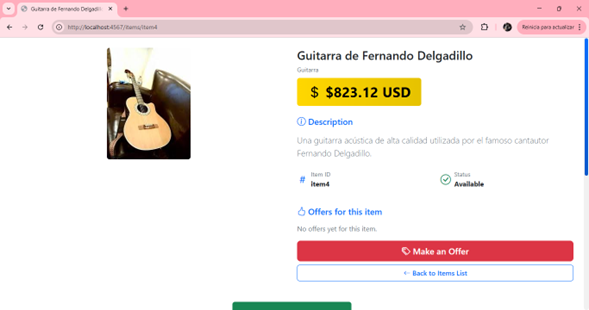 Guitarra de Fernando Delgadillo
http://localhost:4567/items/item4
Reinicia para actualizar
Guitarra de Fernando Delgadillo
Guitarra
$ $823.12 USD
Description
Una guitarra acústica de alta calidad utilizada por el famoso cantautor
Fernando Delgadillo.
# Item ID
item4
Status
Available
Offers for this item
No offers yet for this item.
Make an Offer
← Back to Items List